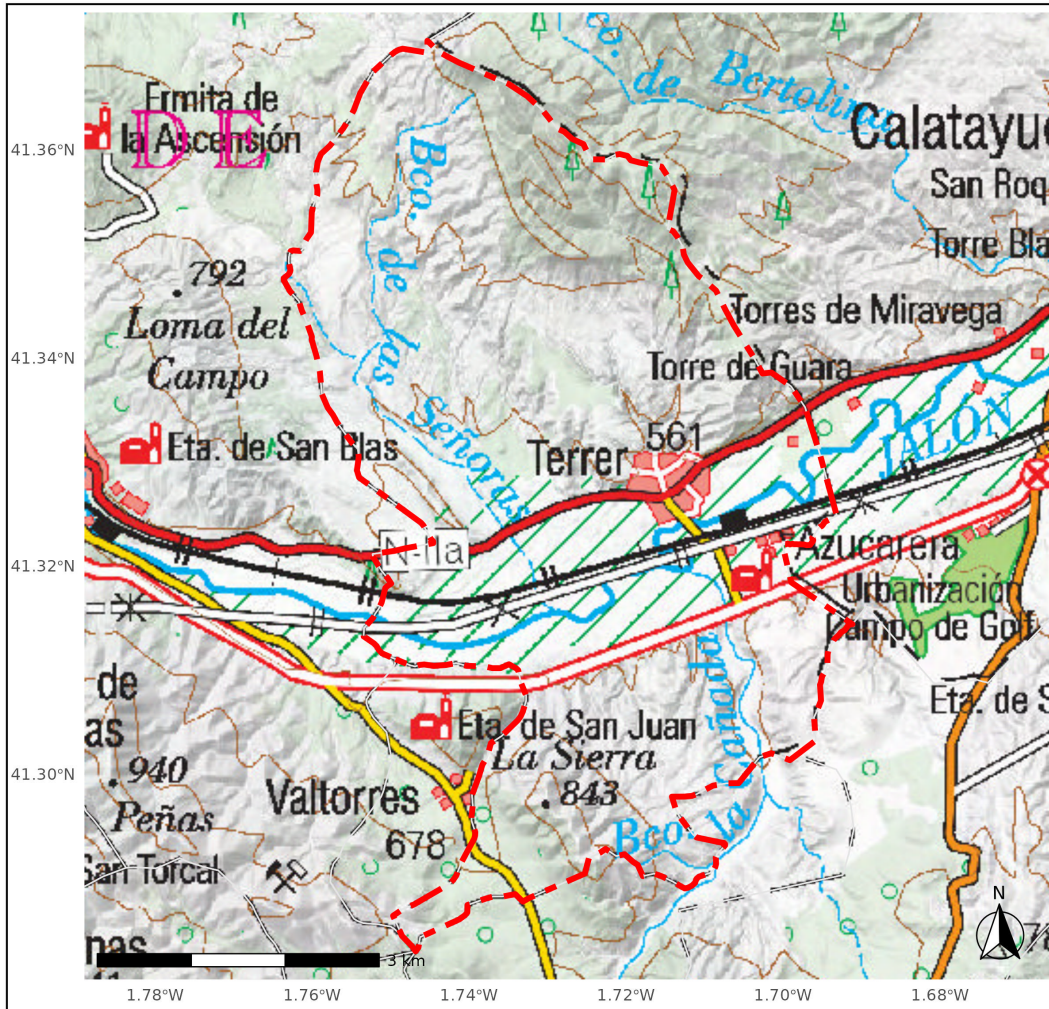 co. de Bertolina
Ermita de
la Ascensión
D E
Calatayu
41.36°N
San Roq
Bco. de las Señoras
Torre Bla
792
Loma del
Campo
Torres de Miravega
41.34°N
Torre de Guara
Eta. de San Blas
Terrer
561
JALÓN
N-IIa
Azucarera
41.32°N
Urbanización
Campo de Golf
de
as
Eta. de S
Eta. de San Juan
La Sierra
843
41.30°N
940
Peñas
Valtorres
678
Bco. la Cañada
San Torcal
nas
3 km
N
78
1.78°W
1.76°W
1.74°W
1.72°W
1.70°W
1.68°W